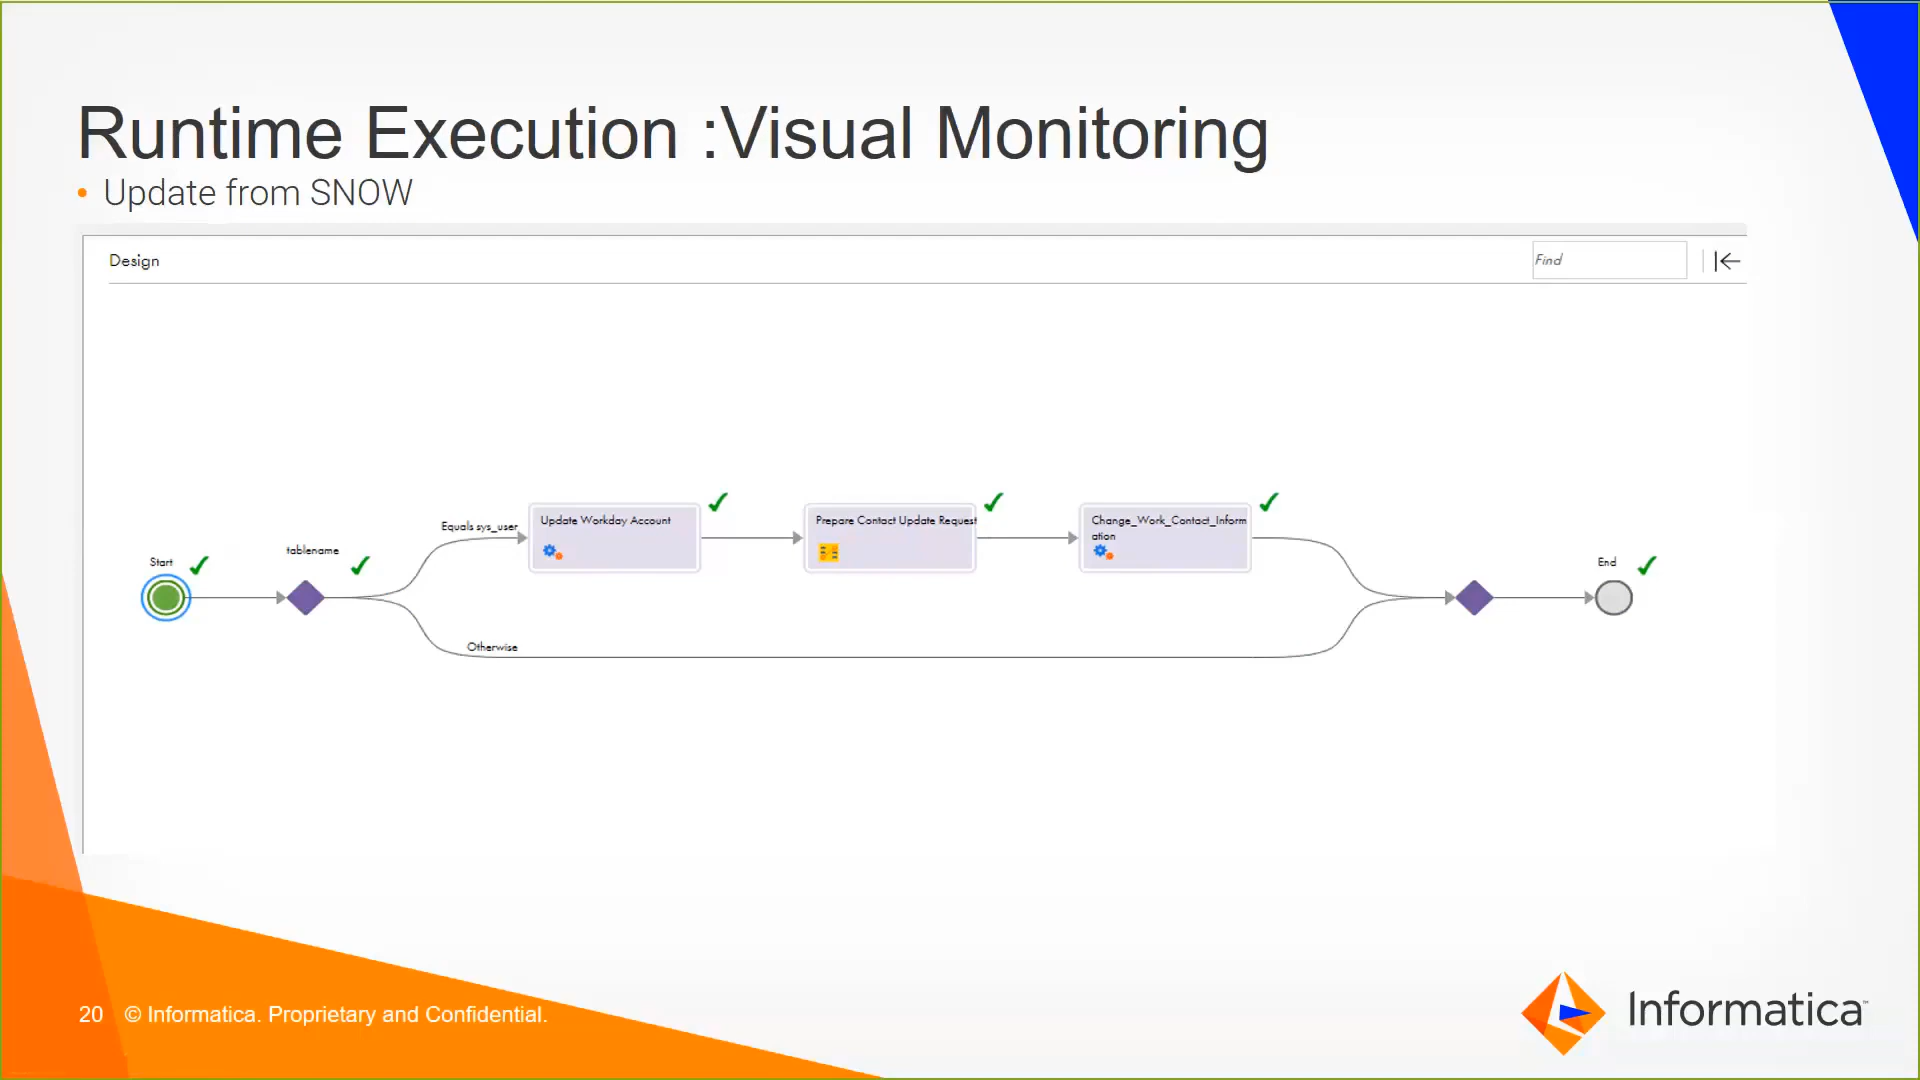 Runtime Execution :Visual Monitoring
• Update from SNOW
Design
Find
Equals sys_user
Update Workday Account
Prepare Contact Update Request
Change_Work_Contact_Inform
ation
Start
tablename
End
Otherwise
20 © Informatica. Proprietary and Confidential.
Informatica™